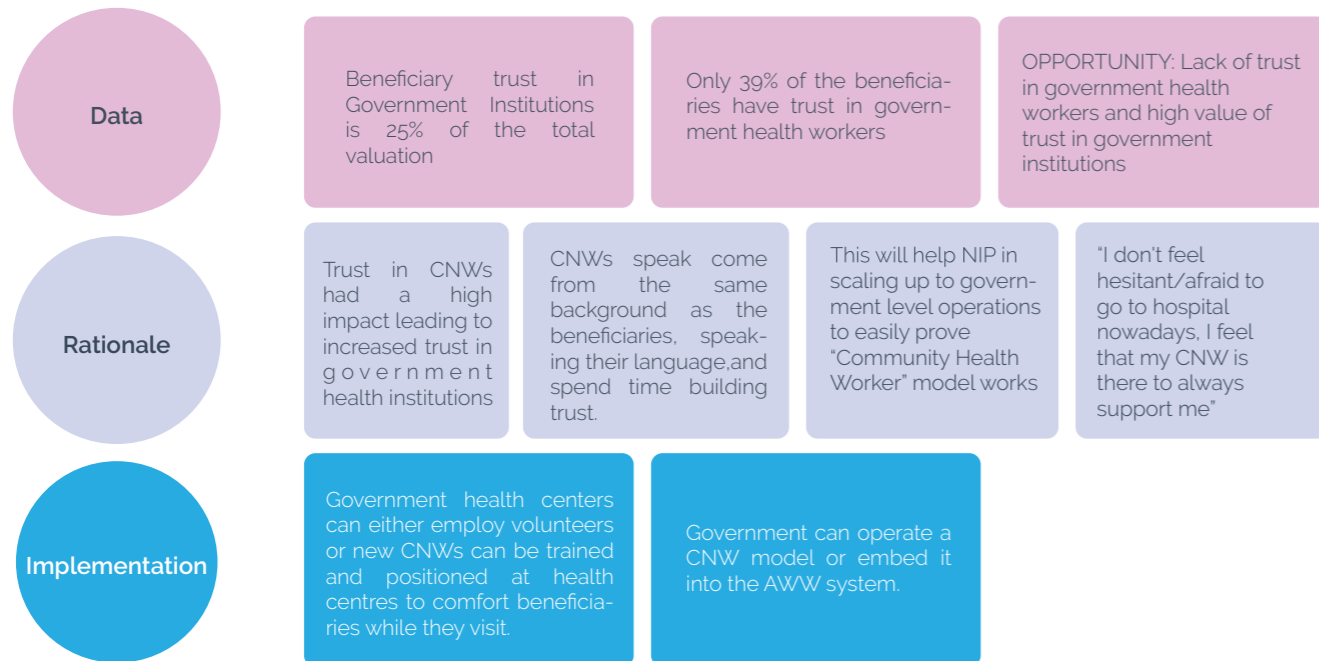 Data
Beneficiary trust in
Government Institutions
is 25% of the total
valuation
Only 39% of the beneficia-
ries have trust in govern-
ment health workers
OPPORTUNITY: Lack of trust
in government health
workers and high value of
trust in government
institutions
Rationale
Trust in CNWs
had a high
impact leading to
increased trust in
government
health institutions
CNWs speak come
from the same
background as the
beneficiaries, speak-
ing their language,and
spend time building
trust.
This will help NIP in
scaling up to govern-
ment level operations
to easily prove
“Community Health
Worker” model works
“I don't feel
hesitant/afraid to
go to hospital
nowadays, I feel
that my CNW is
there to always
support me”
Implementation
Government health centers
can either employ volunteers
or new CNWs can be trained
and positioned at health
centres to comfort beneficia-
ries while they visit.
Government can operate a
CNW model or embed it
into the AWW system.